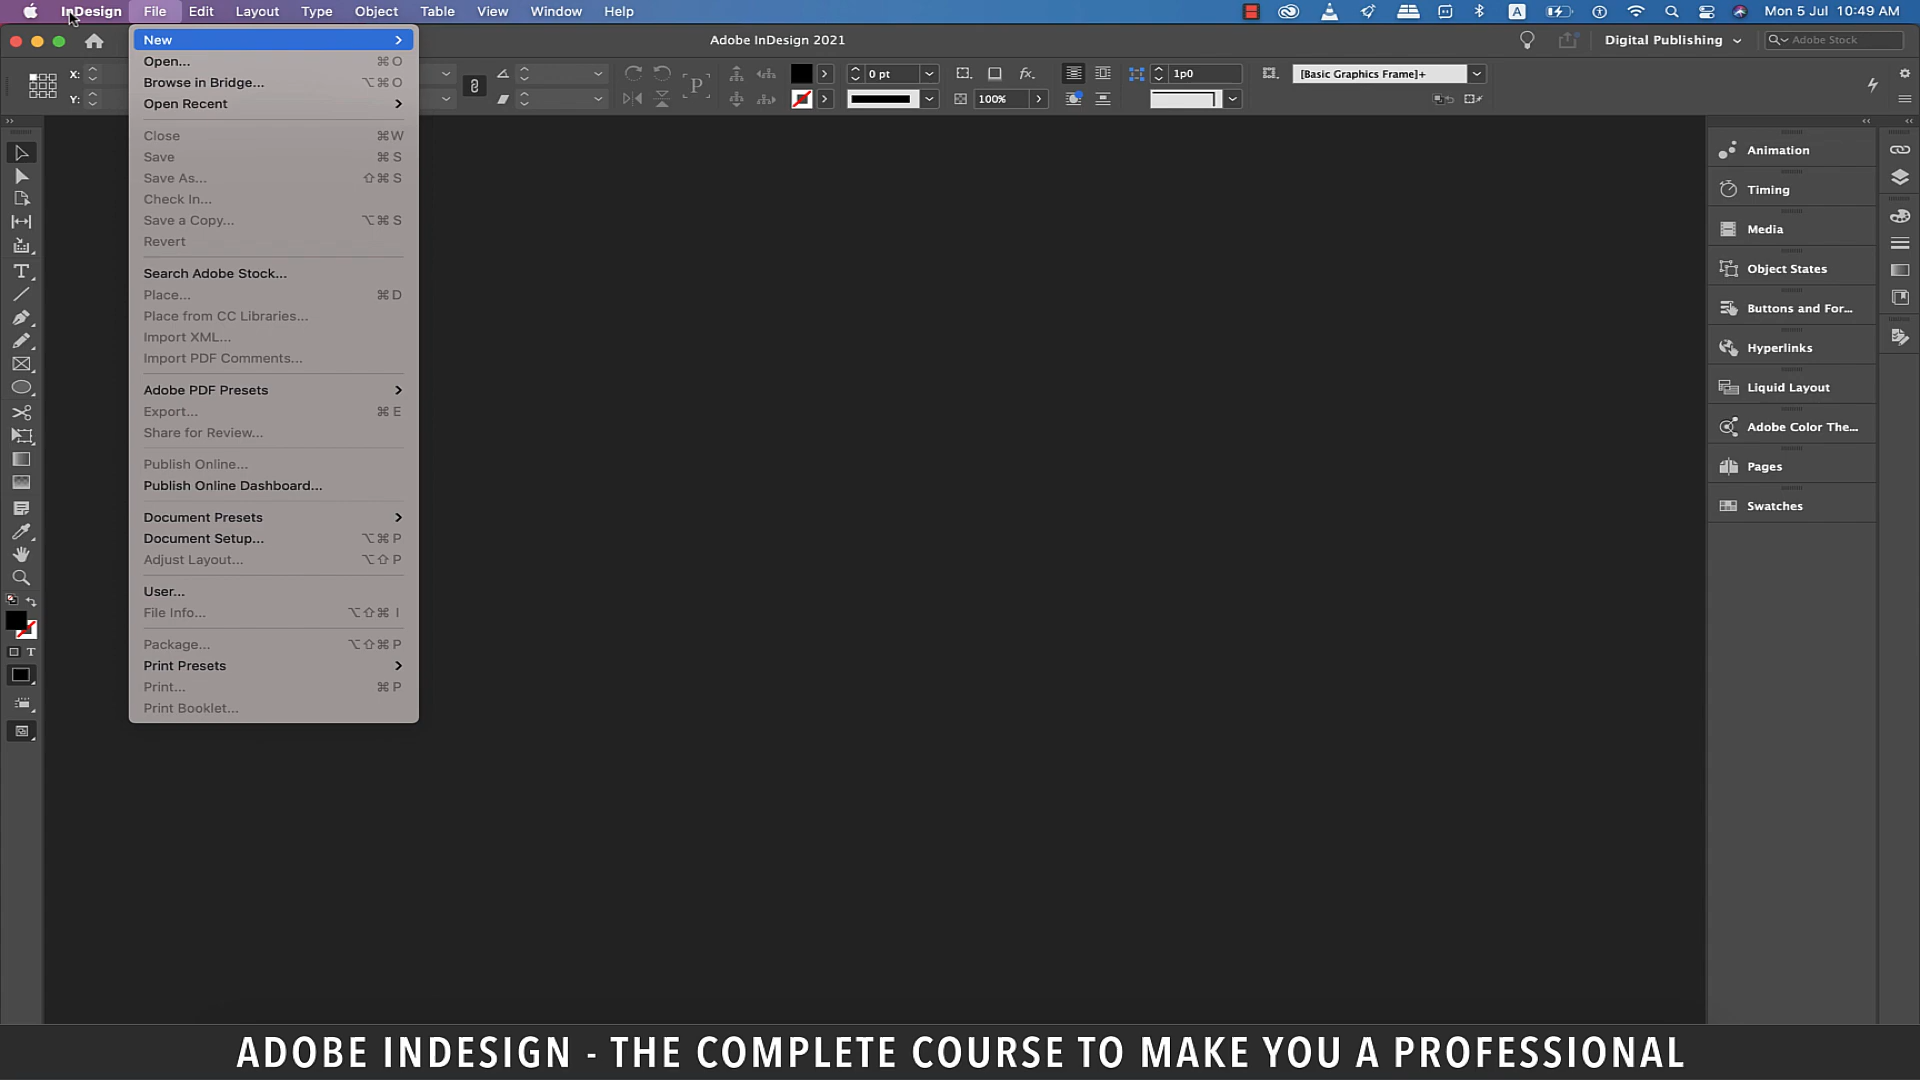 InDesign File Edit Layout Type Object Table View Window Help A Mon 5 Jul 10:49 AM
Adobe InDesign 2021 Digital Publishing Adobe Stock
X: 0 pt fx. 1p0 [Basic Graphics Frame]+
Y: P 100%
New
Open... ⌘ O
Browse in Bridge... ⌥⌘ O
Open Recent
Close ⌘W
Save ⌘ S
Save As... ⇧⌘ S
Check In...
Save a Copy... ⌥⌘ S
Revert
Search Adobe Stock...
Place... ⌘ D
Place from CC Libraries...
Import XML...
Import PDF Comments...
Adobe PDF Presets
Export... ⌘ E
Share for Review...
Publish Online...
Publish Online Dashboard...
Document Presets
Document Setup... ⌥⌘ P
Adjust Layout... ⌥⇧ P
User...
File Info... ⌥⇧⌘ I
Package... ⌥⇧⌘ P
Print Presets
Print... ⌘ P
Print Booklet...
Animation
Timing
Media
Object States
Buttons and For...
Hyperlinks
Liquid Layout
Adobe Color The...
Pages
Swatches
ADOBE INDESIGN - THE COMPLETE COURSE TO MAKE YOU A PROFESSIONAL